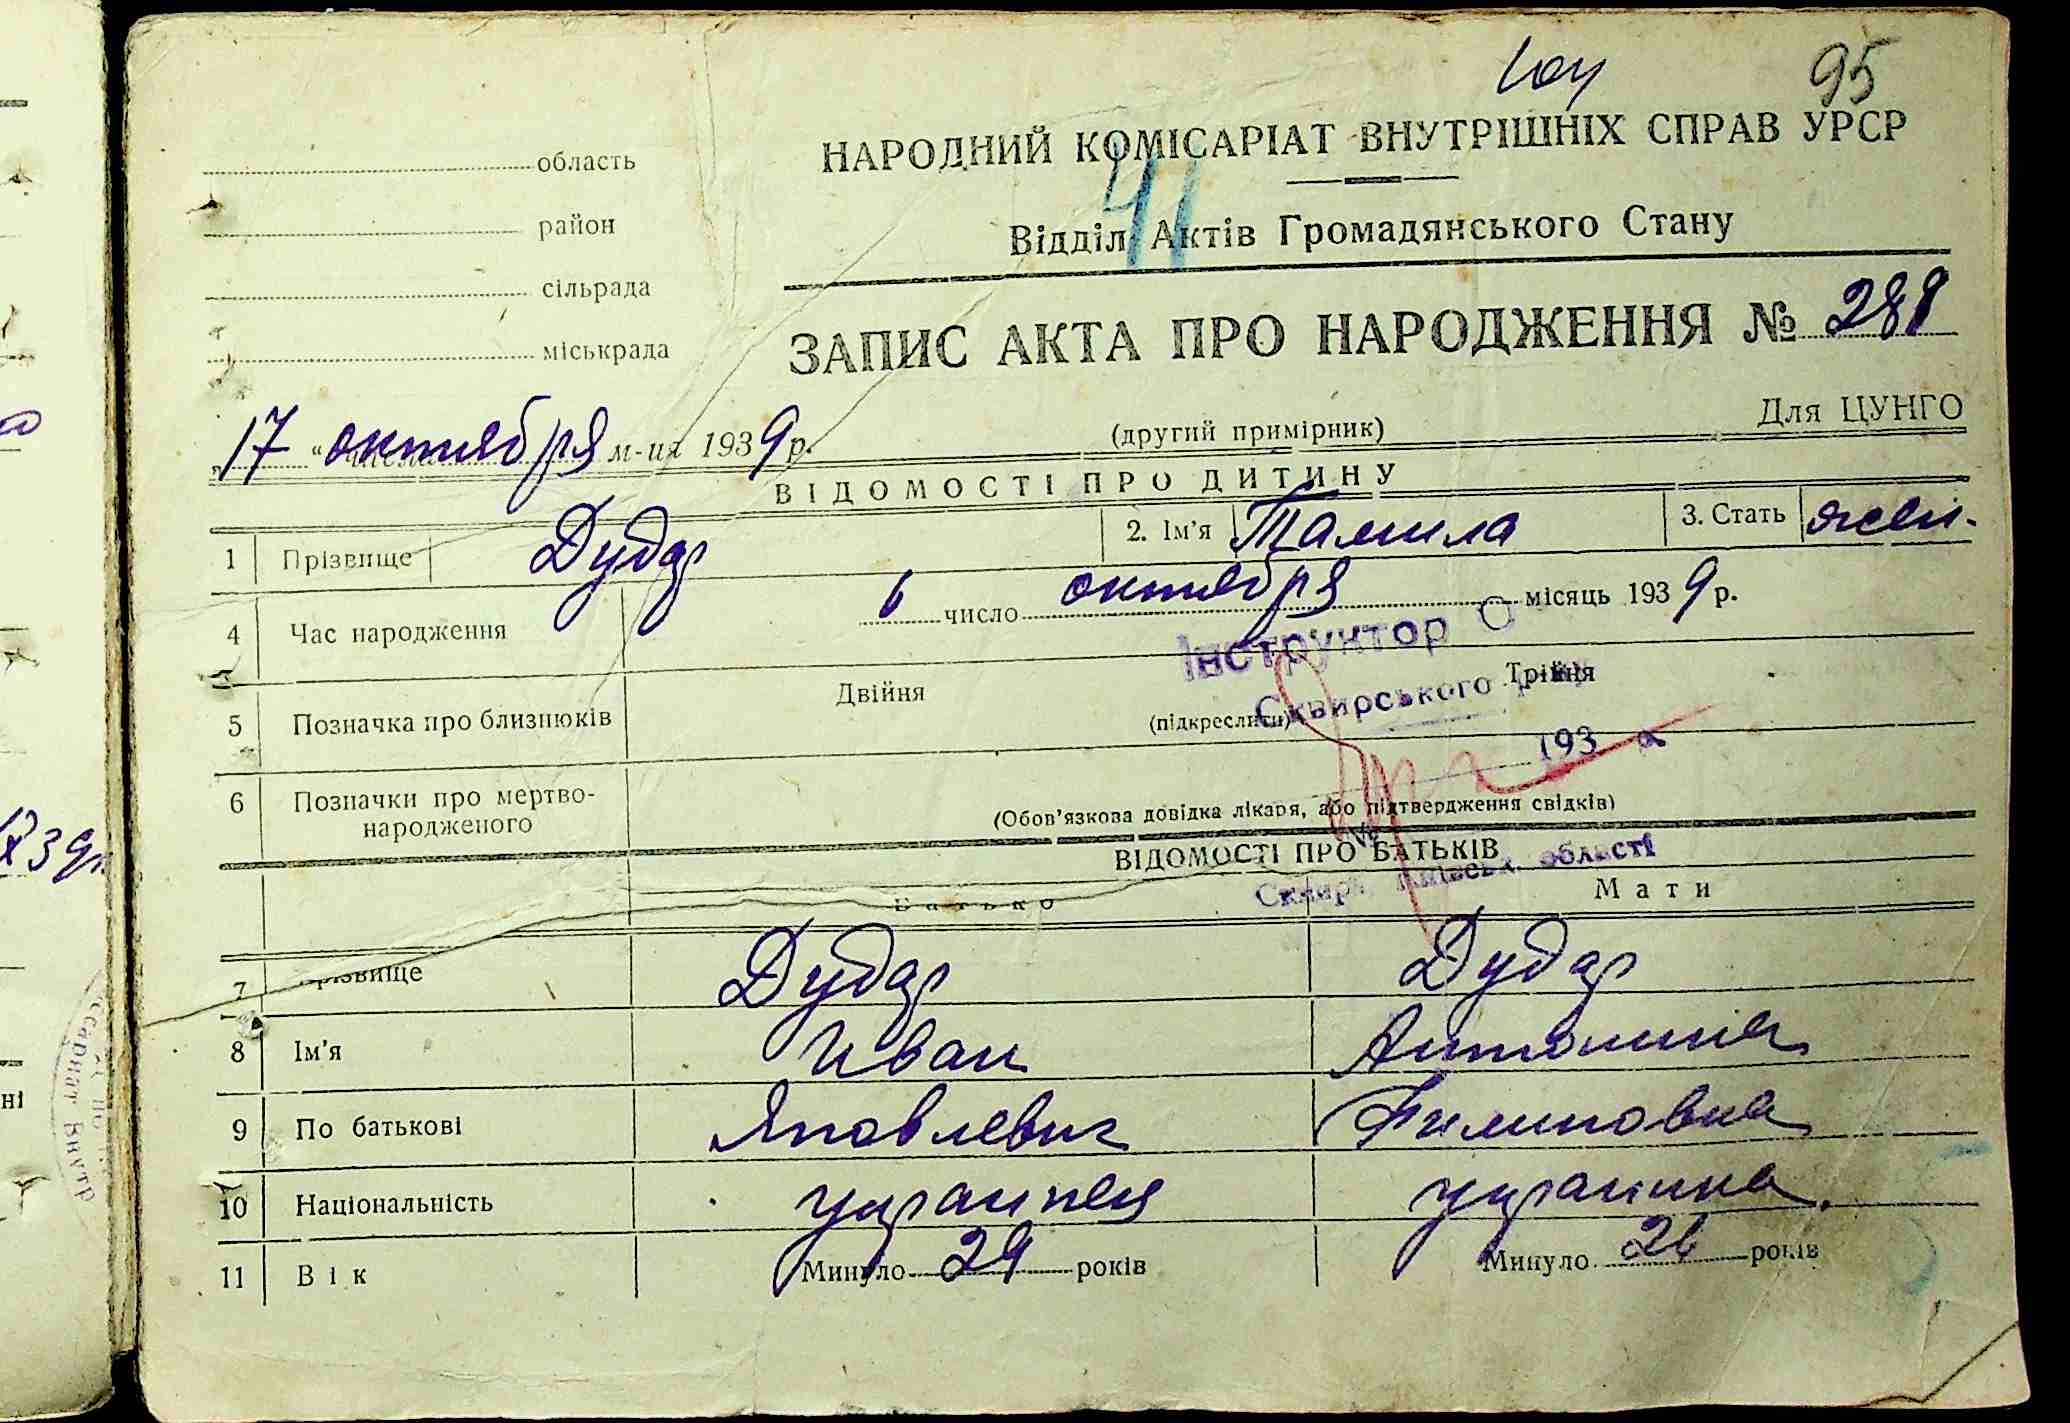 95
НАРОДНИЙ КОМІСАРІАТ ВНУТРІШНІХ СПРАВ УРСР
41
Відділ Актів Громадянського Стану
область
район
сільрада
міськрада
ЗАПИС АКТА ПРО НАРОДЖЕННЯ № 288
„17“ октября м-ця 1939 р.
(другий примірник)
Для ЦУНГО
ВІДОМОСТІ ПРО ДИТИНУ
1 Прізвище Дудар 2. Ім'я Тамила 3. Стать жен.
4 Час народження 6 число октября місяць 1939 р.
Інструктор
5 Позначка про близнюків Двійня (підкреслити) Трійня
Сквирського
193
6 Позначки про мертвонародженого (Обов'язкова довідка лікаря, або підтвердження свідків)
ВІДОМОСТІ ПРО БАТЬКІВ
області
Батько Мати
7 Прізвище Дудар Дудар
8 Ім'я Иван Антонина
9 По батькові Яковлевич Филиповна
10 Національність украинец украинка.
11 Вік Минуло 29 років Минуло 26 років